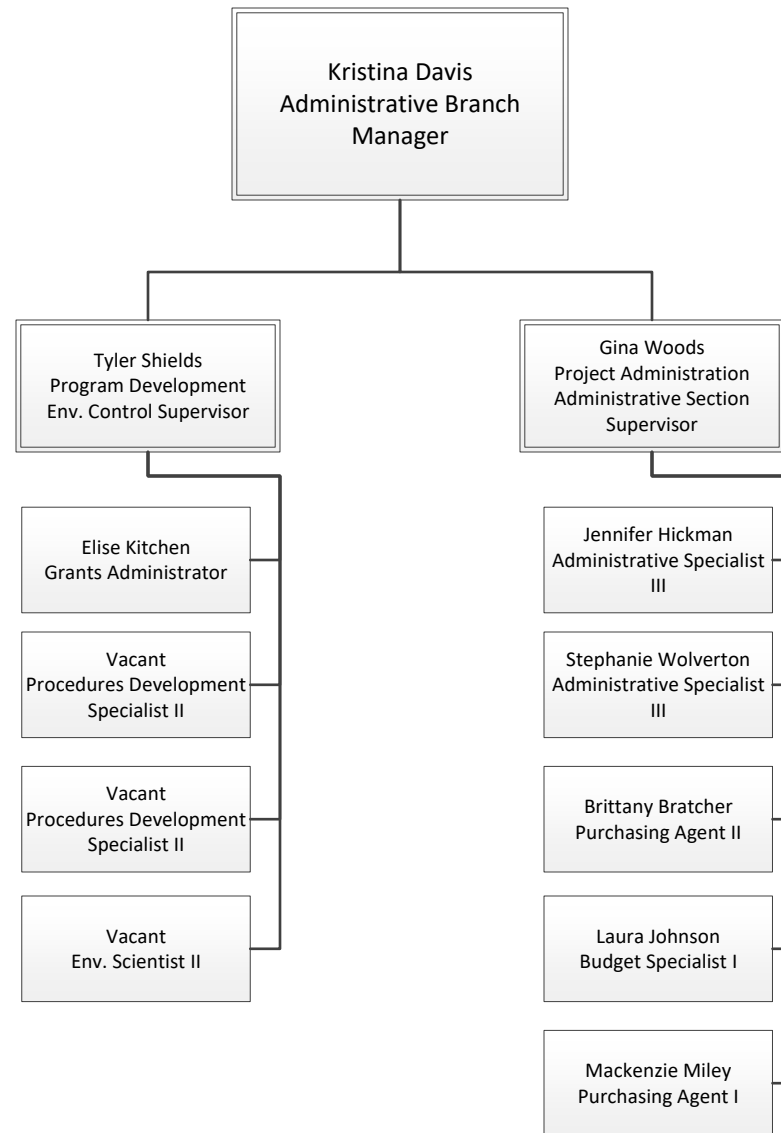 Kristina Davis
Administrative Branch
Manager
Tyler Shields
Program Development
Env. Control Supervisor
Gina Woods
Project Administration
Administrative Section
Supervisor
Elise Kitchen
Grants Administrator
Vacant
Procedures Development
Specialist II
Vacant
Procedures Development
Specialist II
Vacant
Env. Scientist II
Jennifer Hickman
Administrative Specialist
III
Stephanie Wolverton
Administrative Specialist
III
Brittany Bratcher
Purchasing Agent II
Laura Johnson
Budget Specialist I
Mackenzie Miley
Purchasing Agent I